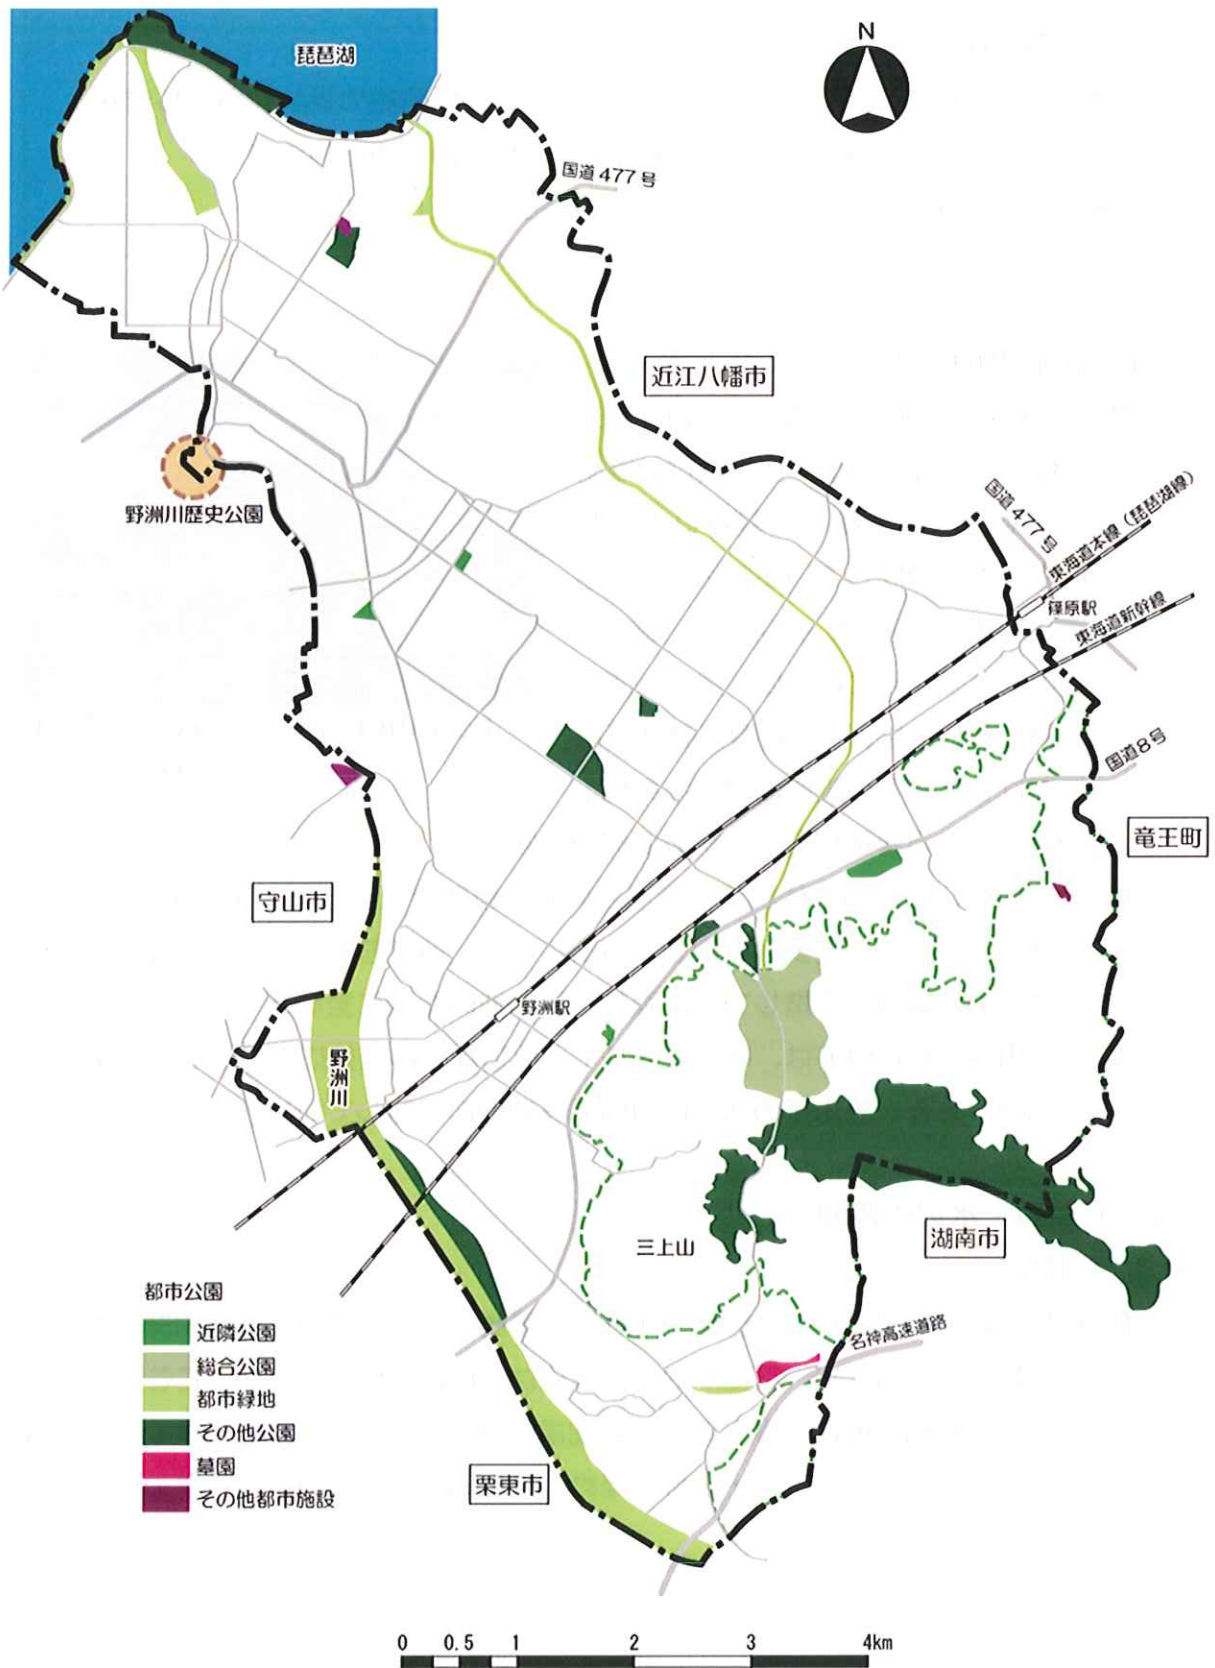 琵琶湖
N
国道 477 号
近江八幡市
野洲川歴史公園
国道 477 号
東海道本線（琵琶湖線）
篠原駅
東海道新幹線
国道8号
竜王町
守山市
野洲駅
野洲川
三上山
湖南市
名神高速道路
栗東市
都市公園
近隣公園
総合公園
都市緑地
その他公園
墓園
その他都市施設
0 0.5 1 2 3 4km